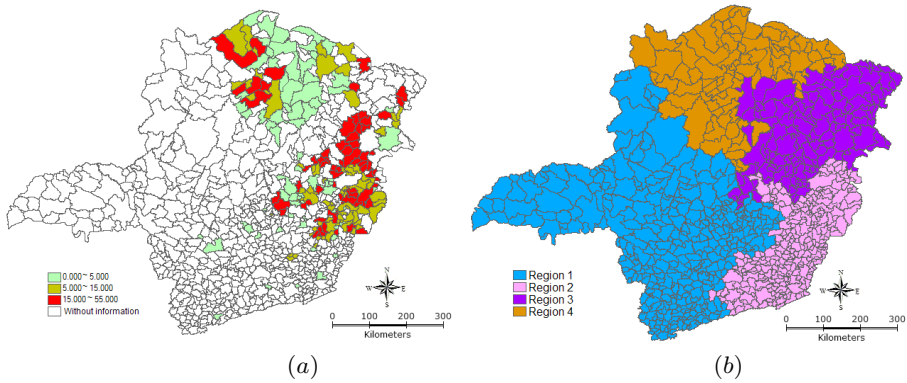 0.000~ 5.000
5.000~ 15.000
15.000~ 55.000
Without information
N
W E
S
0 100 200 300
Kilometers
(a)
Region 1
Region 2
Region 3
Region 4
N
W E
S
0 100 200 300
Kilometers
(b)